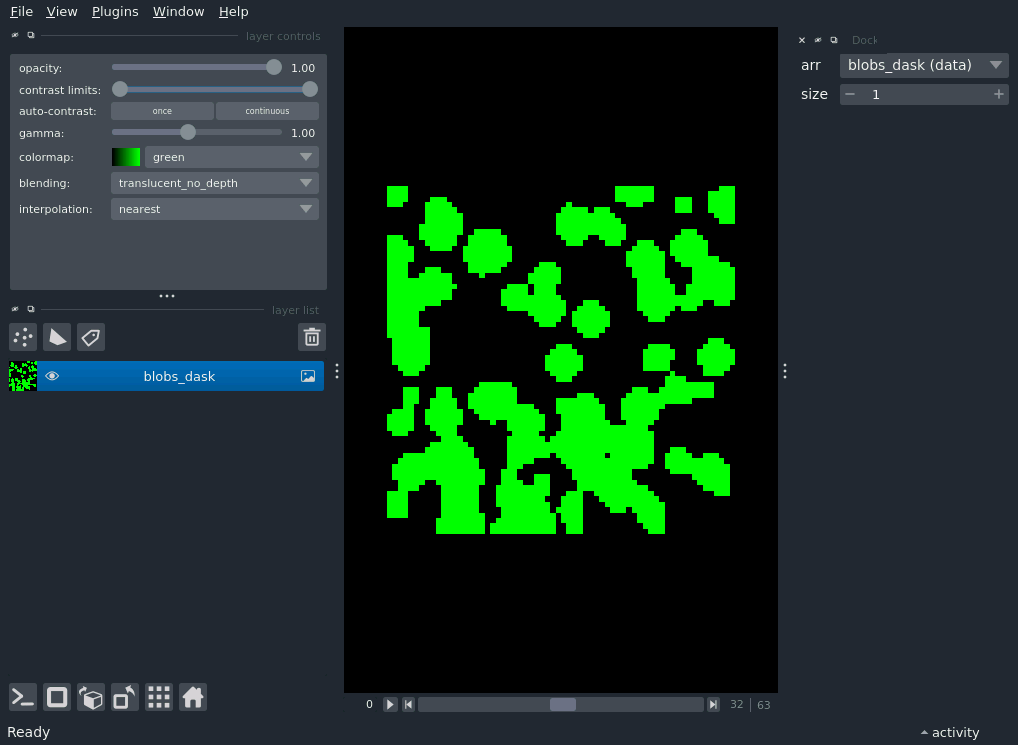 File View Plugins Window Help
layer controls
opacity: 1.00
contrast limits:
auto-contrast: once continuous
gamma: 1.00
colormap: green
blending: translucent_no_depth
interpolation: nearest
layer list
blobs_dask
0 32 63
Ready
Dock
arr blobs_dask (data)
size 1
activity